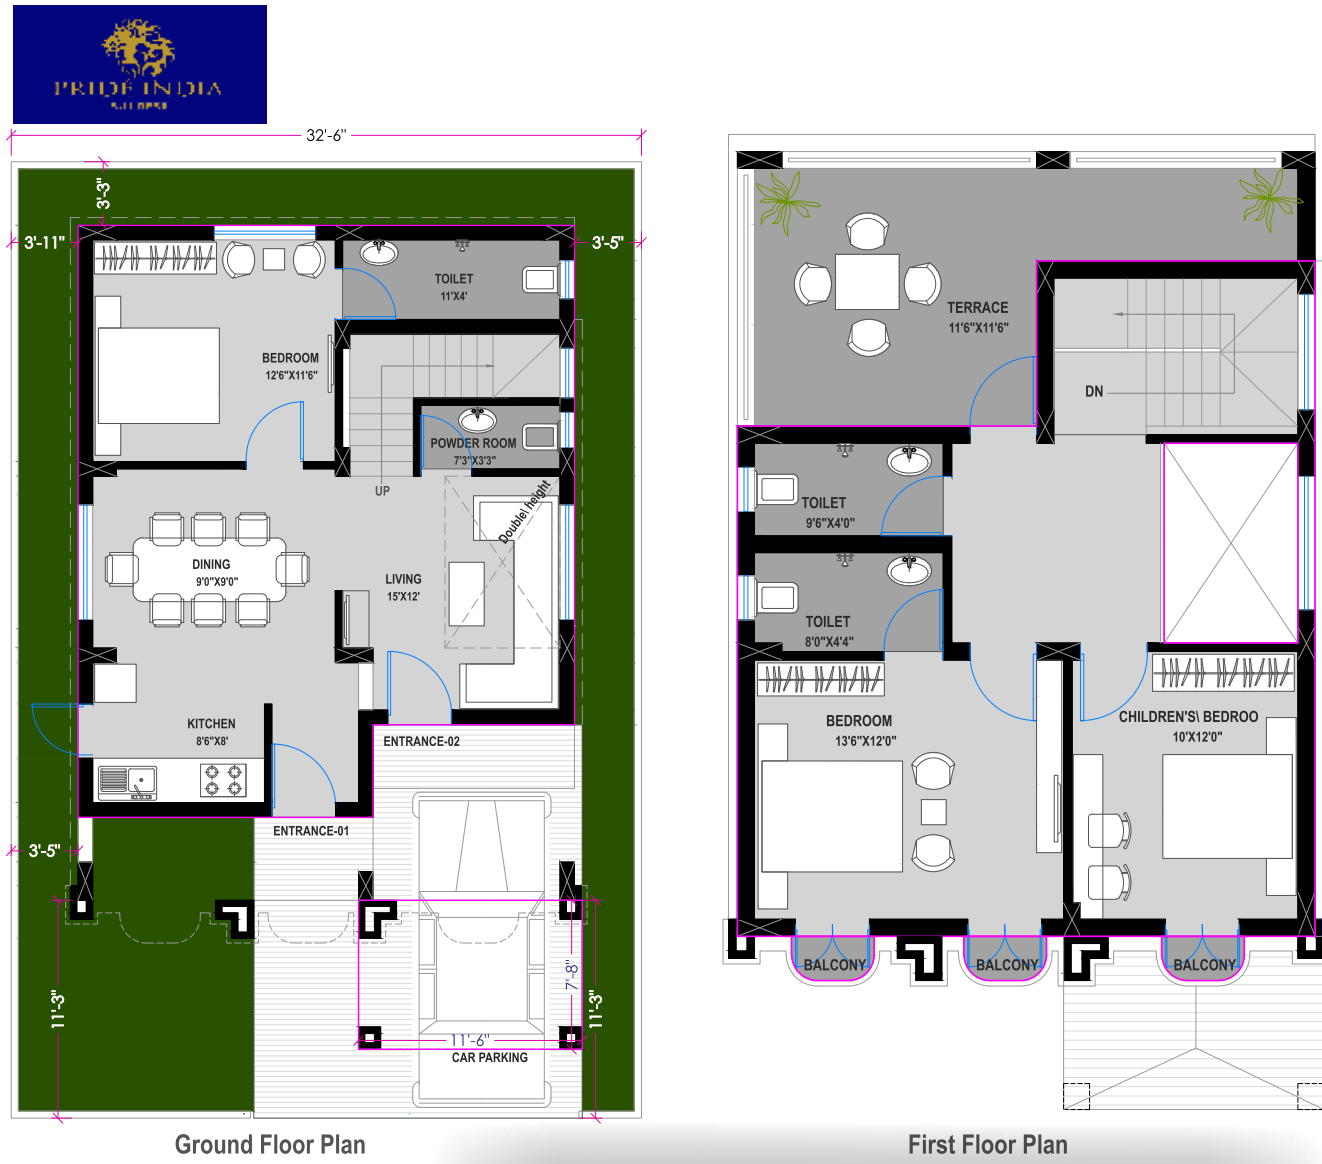 PRIDE INDIA
32'-6"
3'-3"
3'-11"
3'-5"
TOILET
11'X4'
BEDROOM
12'6"X11'6"
POWDER ROOM
7'3"X3'3"
UP
Double\ height
DINING
9'0"X9'0"
LIVING
15'X12'
KITCHEN
8'6"X8'
ENTRANCE-02
ENTRANCE-01
3'-5"
11'-3"
7'-8"
11'-3"
11'-6"
CAR PARKING
Ground Floor Plan
TERRACE
11'6"X11'6"
DN
TOILET
9'6"X4'0"
TOILET
8'0"X4'4"
BEDROOM
13'6"X12'0"
CHILDREN'S\ BEDROO
10'X12'0"
BALCONY
BALCONY
BALCONY
First Floor Plan